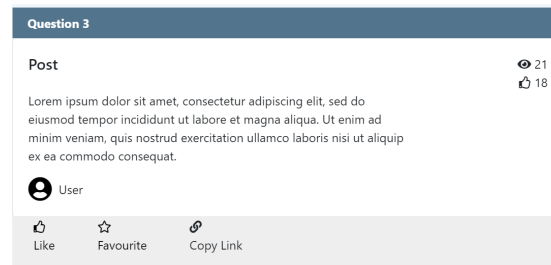 Question 3
Post
21
18
Lorem ipsum dolor sit amet, consectetur adipiscing elit, sed do
eiusmod tempor incididunt ut labore et magna aliqua. Ut enim ad
minim veniam, quis nostrud exercitation ullamco laboris nisi ut aliquip
ex ea commodo consequat.
User
Like Favourite Copy Link